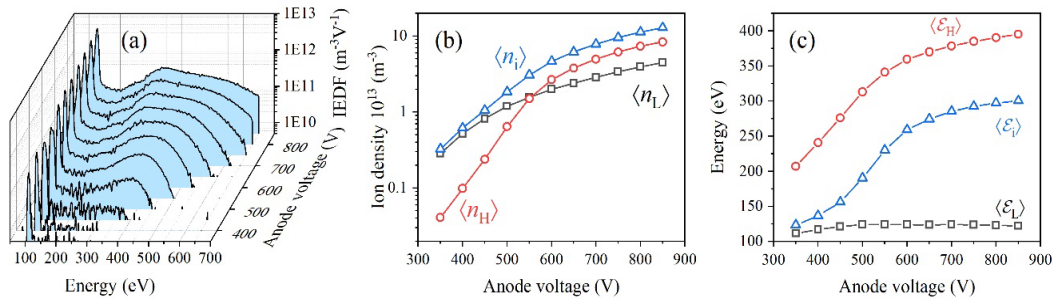 (a)
1E13
1E12
1E11
1E10
IEDF (m⁻³V⁻¹)
800
700
600
500
400
Anode voltage (V)
100 200 300 400 500 600 700
Energy (eV)
(b)
10
1
0.1
Ion density 10¹³ (m⁻³)
⟨nᵢ⟩
⟨n_L⟩
⟨n_H⟩
300 400 500 600 700 800 900
Anode voltage (V)
(c)
400
350
300
250
200
150
100
Energy (eV)
⟨ℰ_H⟩
⟨ℰᵢ⟩
⟨ℰ_L⟩
300 400 500 600 700 800 900
Anode voltage (V)